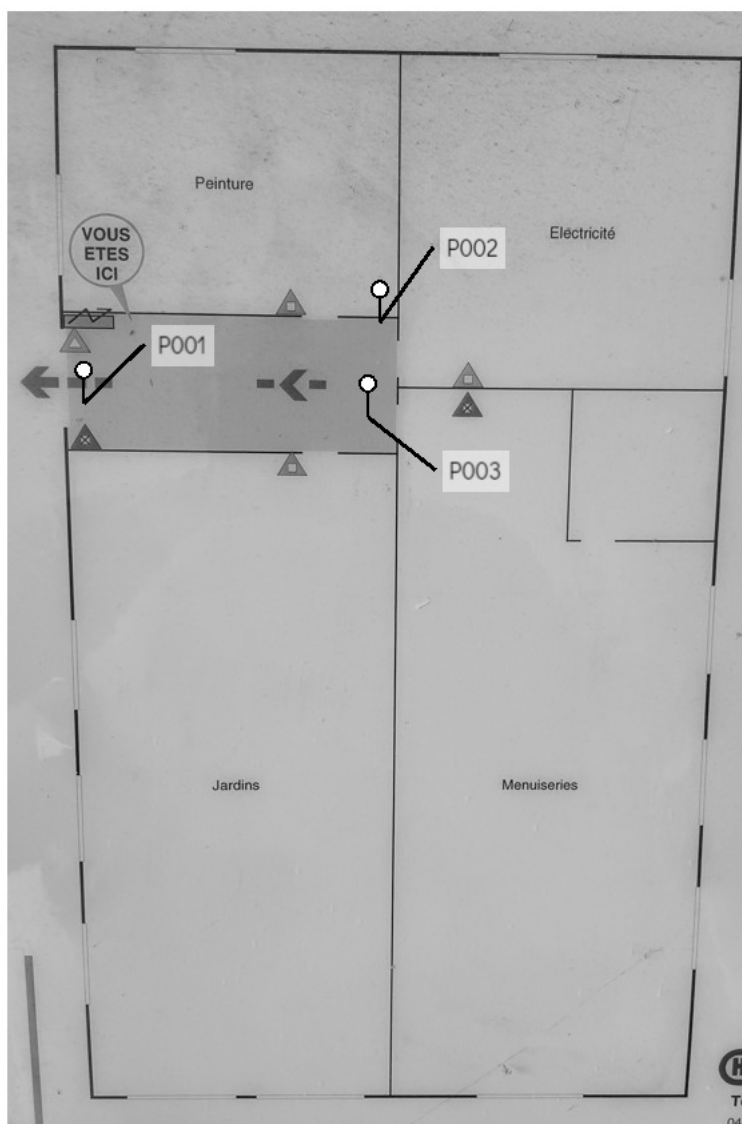 Peinture
VOUS
ETES
ICI
Eléctricité
P002
P001
P003
Jardins
Menuiseries